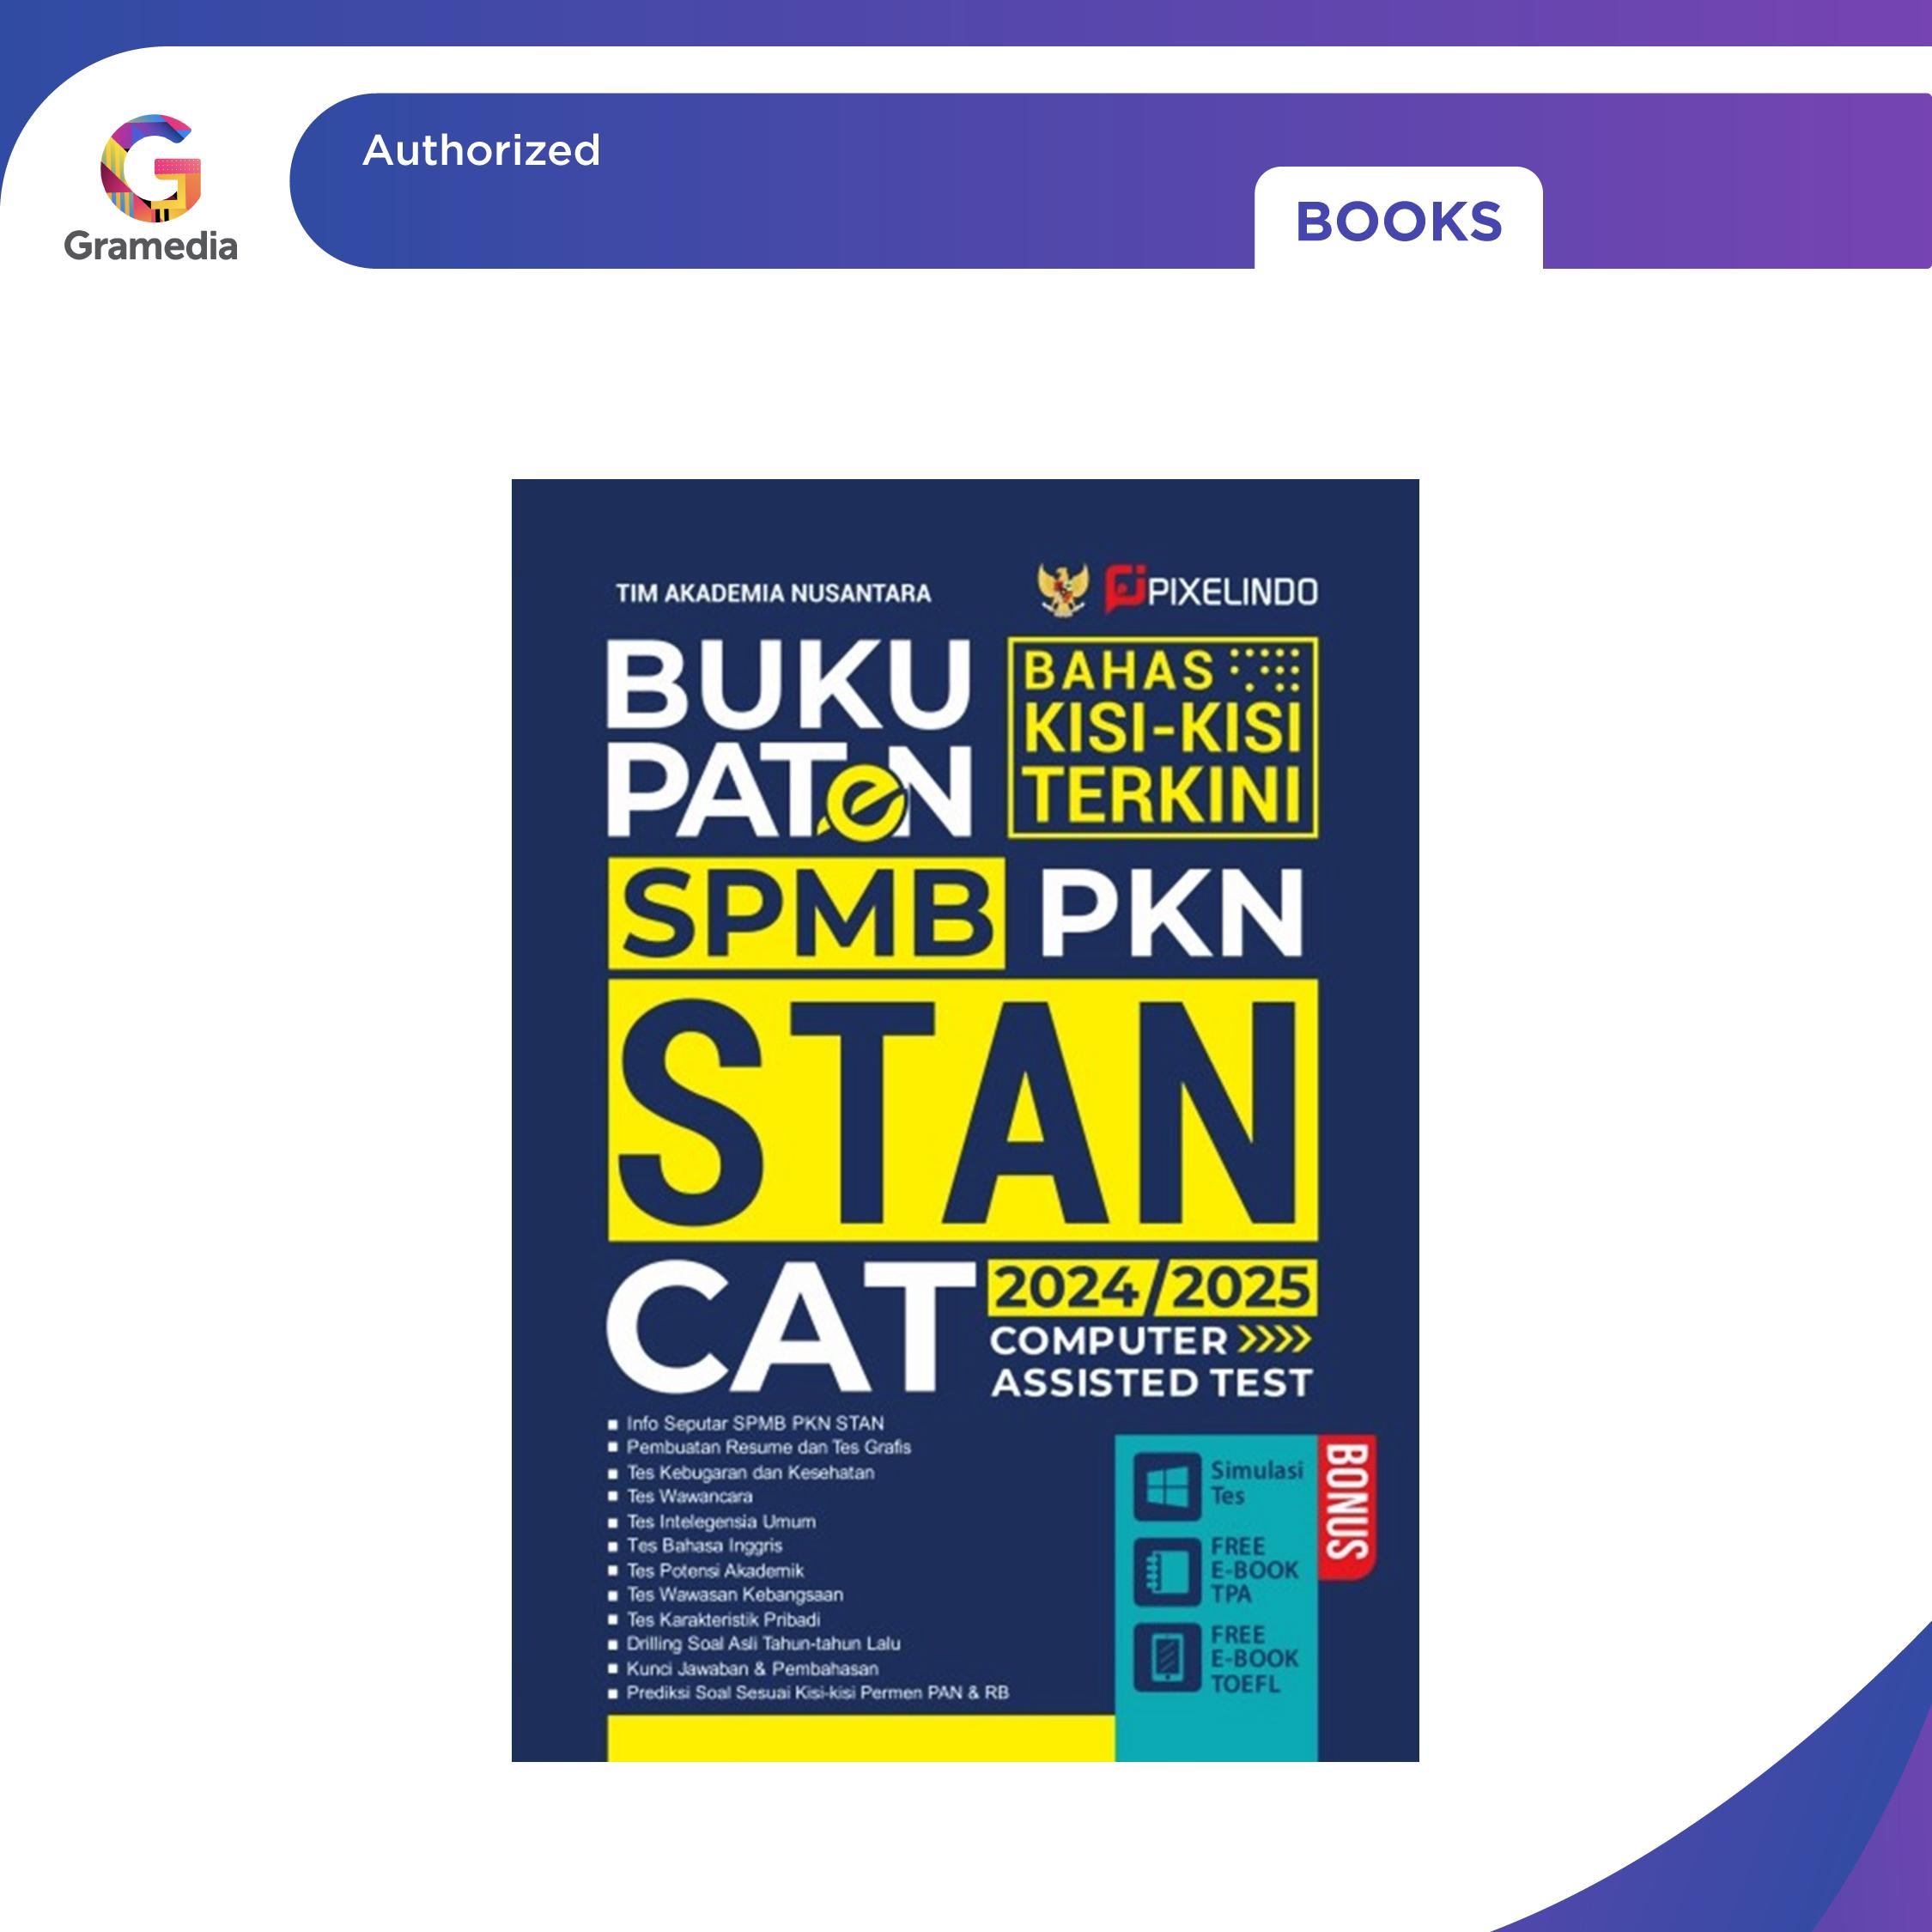 Gramedia
Authorized
BOOKS
TIM AKADEMIA NUSANTARA
PIXELINDO
BUKU
PATeN
BAHAS
KISI-KISI
TERKINI
SPMB PKN
STAN
CAT
2024/2025
COMPUTER
ASSISTED TEST
Info Seputar SPMB PKN STAN
Pembuatan Resume dan Tes Grafis
Tes Kebugaran dan Kesehatan
Tes Wawancara
Tes Intelegensia Umum
Tes Bahasa Inggris
Tes Potensi Akademik
Tes Wawasan Kebangsaan
Tes Karakteristik Pribadi
Drilling Soal Asli Tahun-tahun Lalu
Kunci Jawaban & Pembahasan
Prediksi Soal Sesuai Kisi-kisi Permen PAN & RB
BONUS
Simulasi
Tes
FREE
E-BOOK
TPA
FREE
E-BOOK
TOEFL